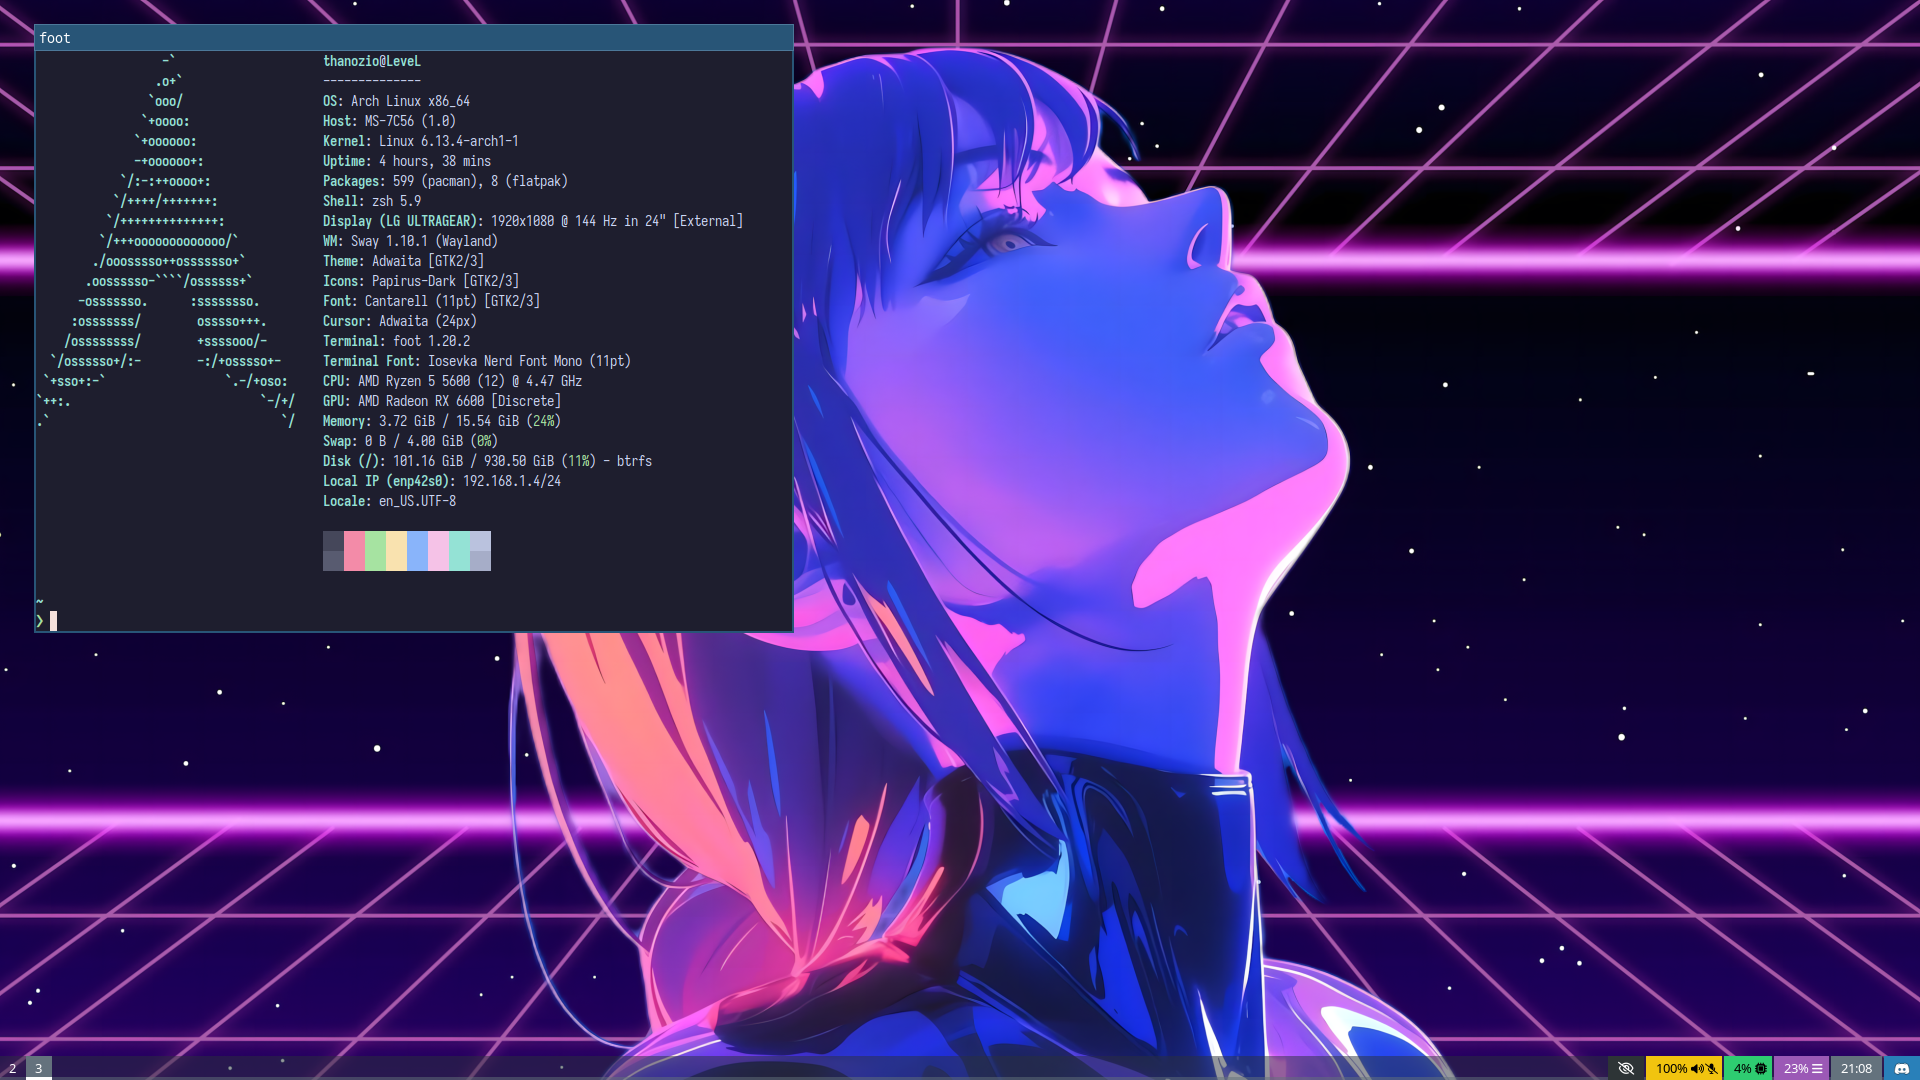 foot
-`
.o+`
`ooo/
`+oooo:
`+oooooo:
-+oooooo+:
`/:-:++oooo+:
`/++++/+++++++:
`/++++++++++++++:
`/+++ooooooooooooo/`
./ooosssso++osssssso+`
.oossssso-````/ossssss+`
-osssssso.      :ssssssso.
:osssssss/        osssso+++.
/ossssssss/        +ssssooo/-
`/ossssso+/:-        -:/+osssso+-
`+sso+:-`                 `.-/+oso:
`++:.                           `-/+/
.`                                 `/
thanozio@LeveL
--------------
OS: Arch Linux x86_64
Host: MS-7C56 (1.0)
Kernel: Linux 6.13.4-arch1-1
Uptime: 4 hours, 38 mins
Packages: 599 (pacman), 8 (flatpak)
Shell: zsh 5.9
Display (LG ULTRAGEAR): 1920x1080 @ 144 Hz in 24" [External]
WM: Sway 1.10.1 (Wayland)
Theme: Adwaita [GTK2/3]
Icons: Papirus-Dark [GTK2/3]
Font: Cantarell (11pt) [GTK2/3]
Cursor: Adwaita (24px)
Terminal: foot 1.20.2
Terminal Font: Iosevka Nerd Font Mono (11pt)
CPU: AMD Ryzen 5 5600 (12) @ 4.47 GHz
GPU: AMD Radeon RX 6600 [Discrete]
Memory: 3.72 GiB / 15.54 GiB (24%)
Swap: 0 B / 4.00 GiB (0%)
Disk (/): 101.16 GiB / 930.50 GiB (11%) - btrfs
Local IP (enp42s0): 192.168.1.4/24
Locale: en_US.UTF-8
~
❯
2 3 100% 4% 23% 21:08